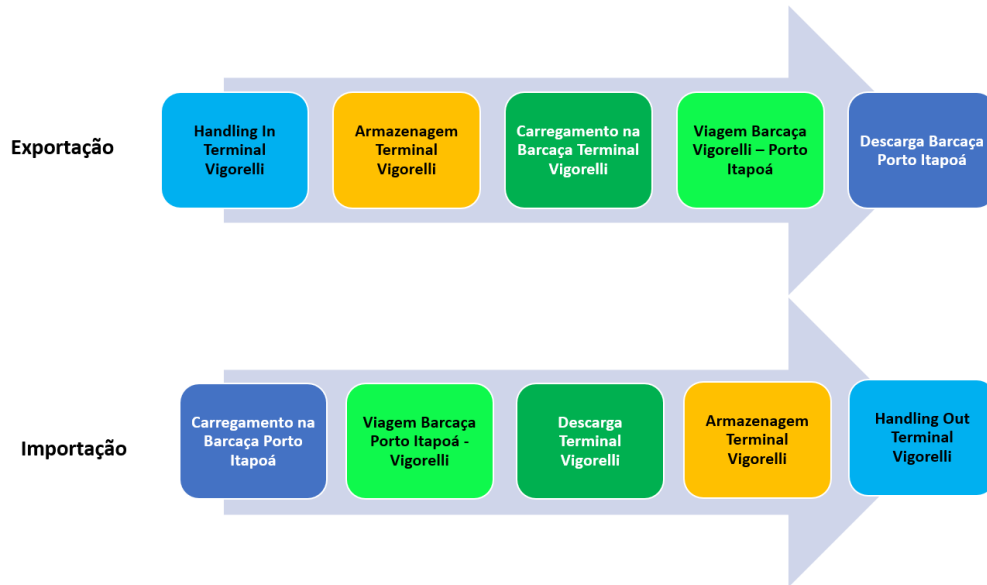 Exportação
Handling In
Terminal
Vigorelli
Armazenagem
Terminal
Vigorelli
Carregamento na
Barcaça Terminal
Vigorelli
Viagem Barcaça
Vigorelli – Porto
Itapoá
Descarga Barcaça
Porto Itapoá
Importação
Carregamento na
Barcaça Porto
Itapoá
Viagem Barcaça
Porto Itapoá -
Vigorelli
Descarga
Terminal
Vigorelli
Armazenagem
Terminal
Vigorelli
Handling Out
Terminal
Vigorelli